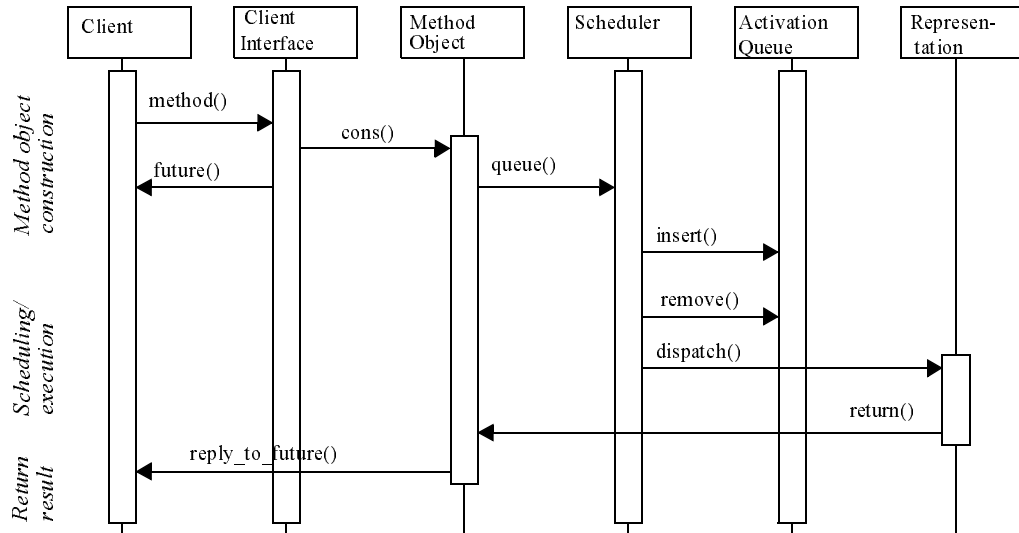 Client
Client
Interface
Method
Object
Scheduler
Activation
Queue
Represen-
tation
Method object
construction
method()
cons()
future()
queue()
insert()
Scheduling/
execution
remove()
dispatch()
return()
Return
result
reply_to_future()